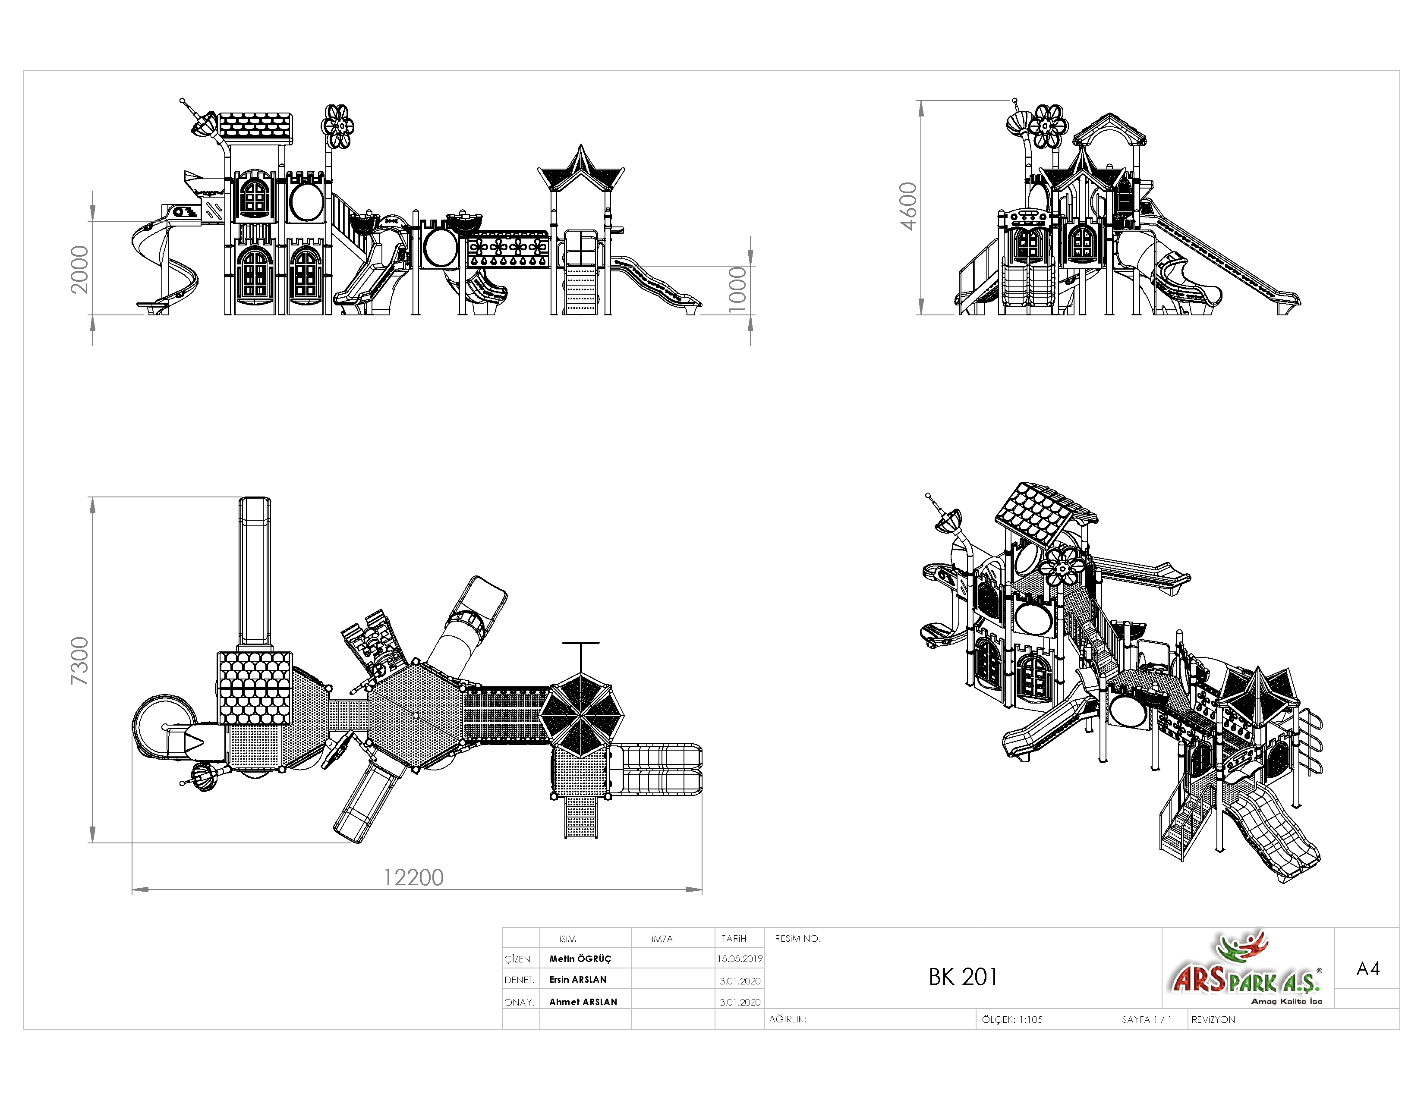 4600
2000
1000
7300
12200
İSİM
İMZA
TARİH
RESİM NO.
ÇİZEN
Metin ÖGRÜÇ
15.05.2019
DENET.
Ersin ARSLAN
3.01.2020
ONAY.
Ahmet ARSLAN
3.01.2020
BK 201
ARSPARK A.Ş.®
Amaç Kalite İse
A4
AĞIRLIK:
ÖLÇEK: 1:105
SAYFA 1 / 1
REVİZYON